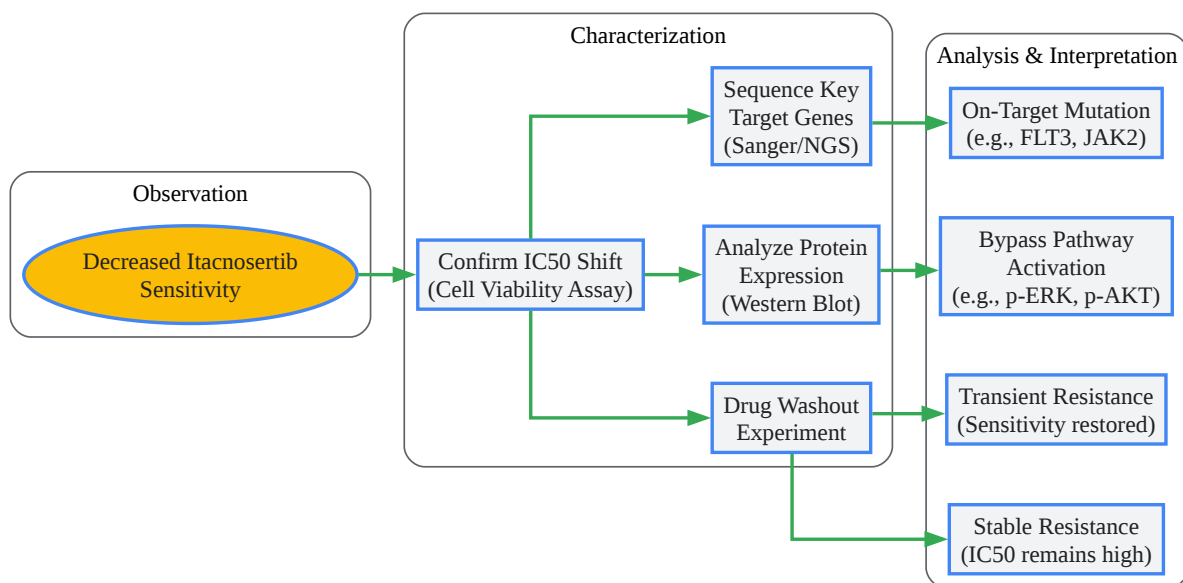 Observation
Decreased Itacnosertib
Sensitivity
Characterization
Confirm IC50 Shift
(Cell Viability Assay)
Sequence Key
Target Genes
(Sanger/NGS)
Analyze Protein
Expression
(Western Blot)
Drug Washout
Experiment
Analysis & Interpretation
On-Target Mutation
(e.g., FLT3, JAK2)
Bypass Pathway
Activation
(e.g., p-ERK, p-AKT)
Transient Resistance
(Sensitivity restored)
Stable Resistance
(IC50 remains high)